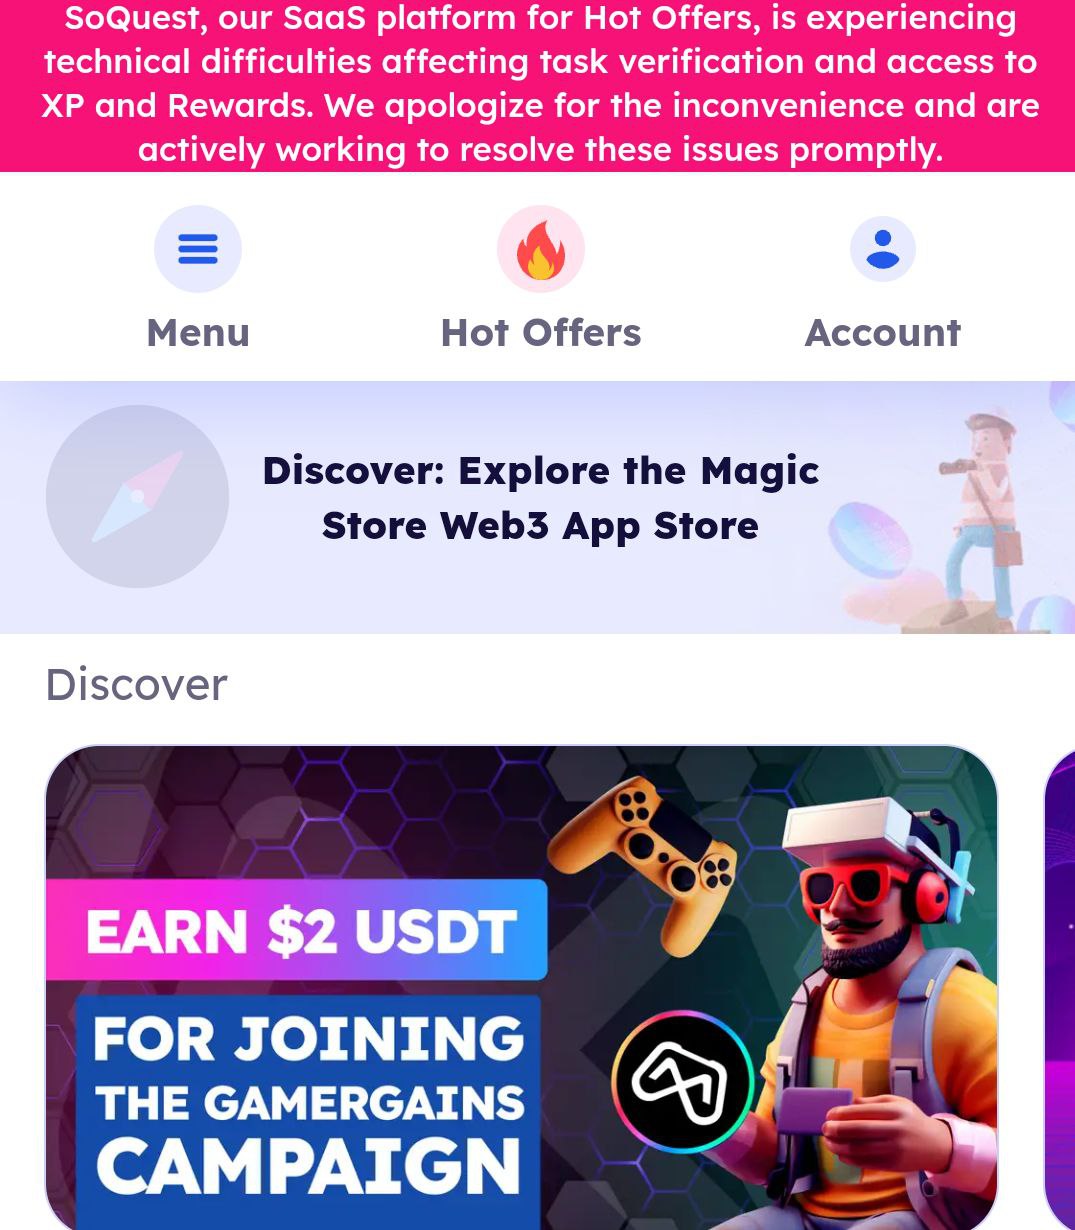 SoQuest, our SaaS platform for Hot Offers, is experiencing
technical difficulties affecting task verification and access to
XP and Rewards. We apologize for the inconvenience and are
actively working to resolve these issues promptly.
Menu
Hot Offers
Account
Discover: Explore the Magic
Store Web3 App Store
Discover
EARN $2 USDT
FOR JOINING
THE GAMERGAINS
CAMPAIGN